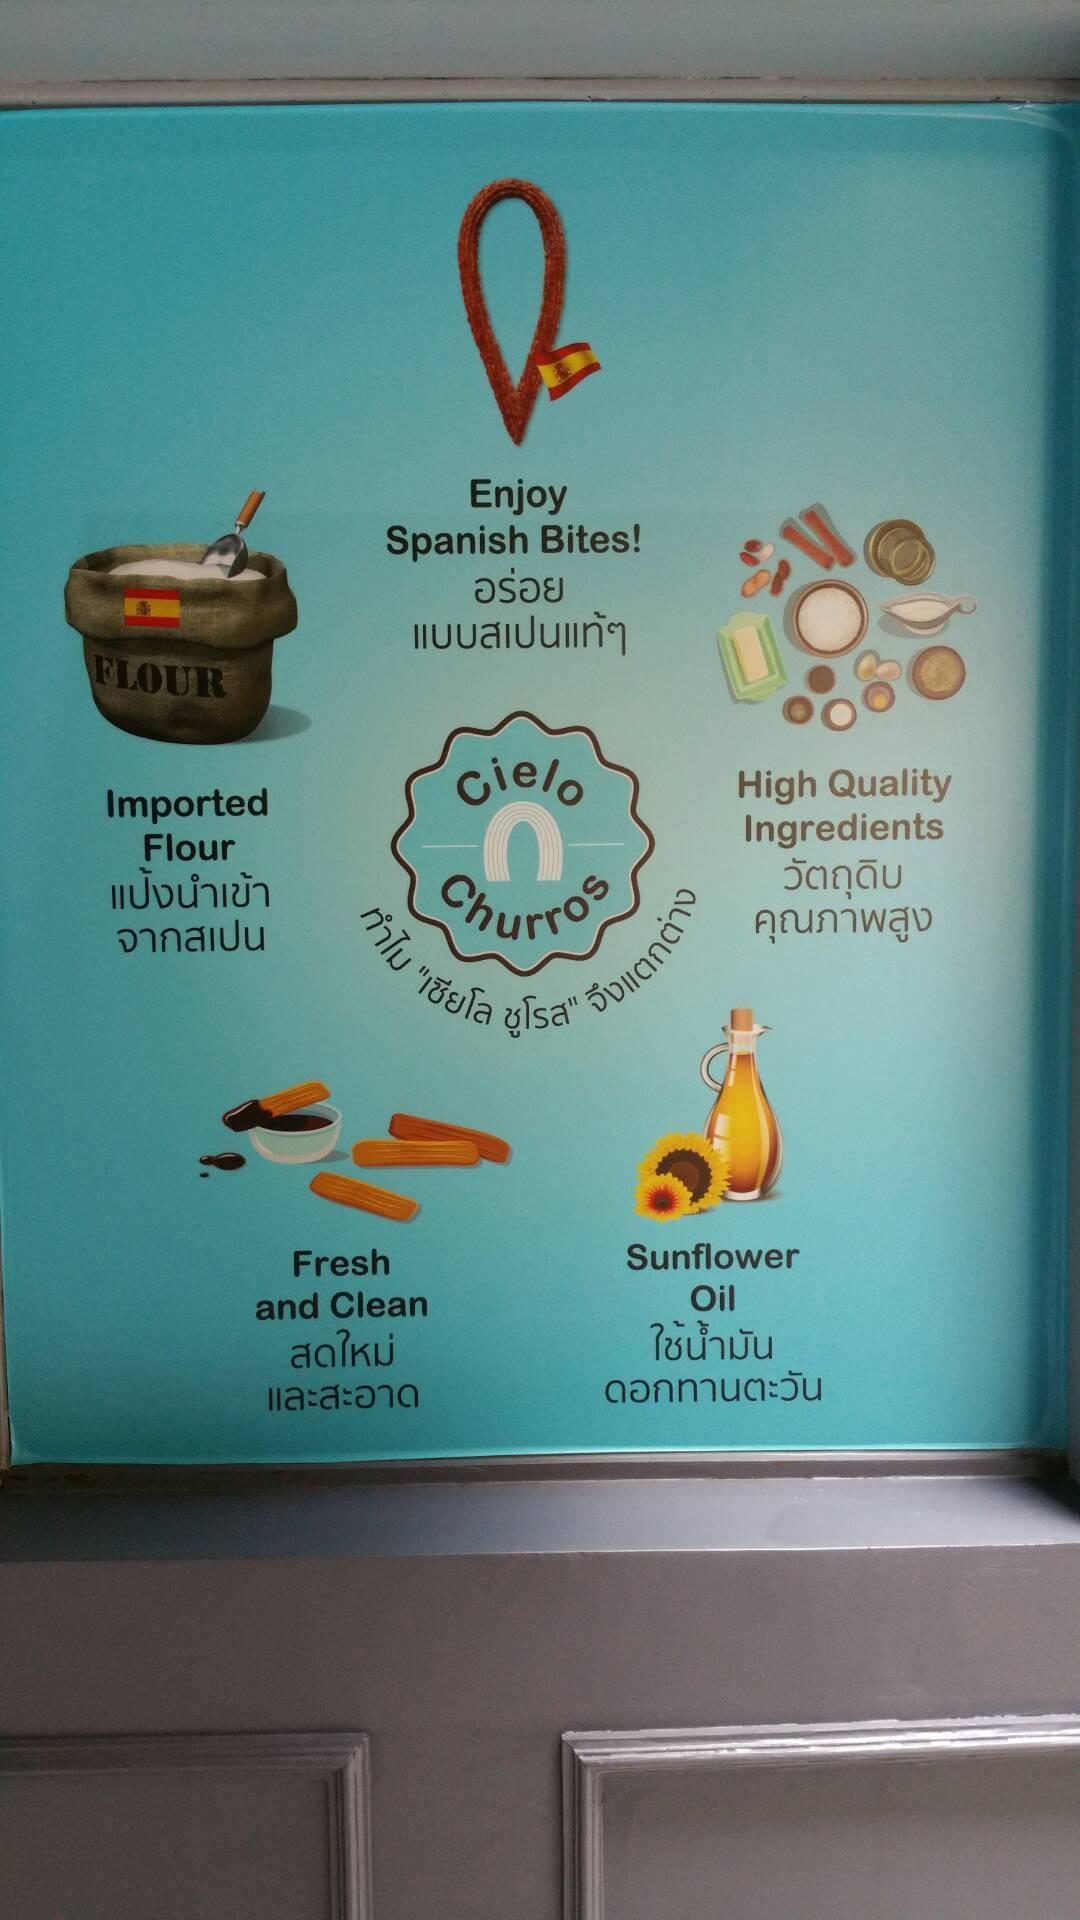 Enjoy
Spanish Bites!
อร่อย
แบบสเปนแท้ๆ
FLOUR
Imported
Flour
แป้งนำเข้า
จากสเปน
Cielo
Churros
ทำไม "เชียโล ชูโรส" จึงแตกต่าง
High Quality
Ingredients
วัตถุดิบ
คุณภาพสูง
Fresh
and Clean
สดใหม่
และสะอาด
Sunflower
Oil
ใช้น้ำมัน
ดอกทานตะวัน